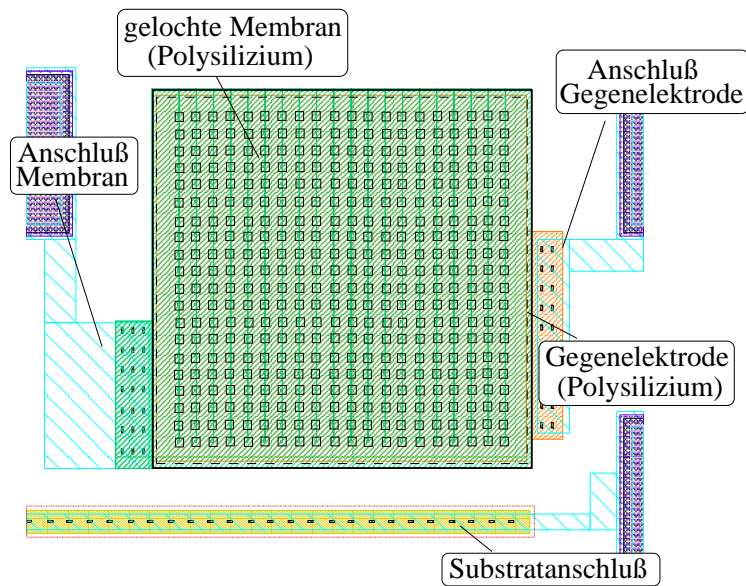 gelochte Membran
(Polysilizium)
Anschluß
Gegenelektrode
Anschluß
Membran
Gegenelektrode
(Polysilizium)
Substratanschluß